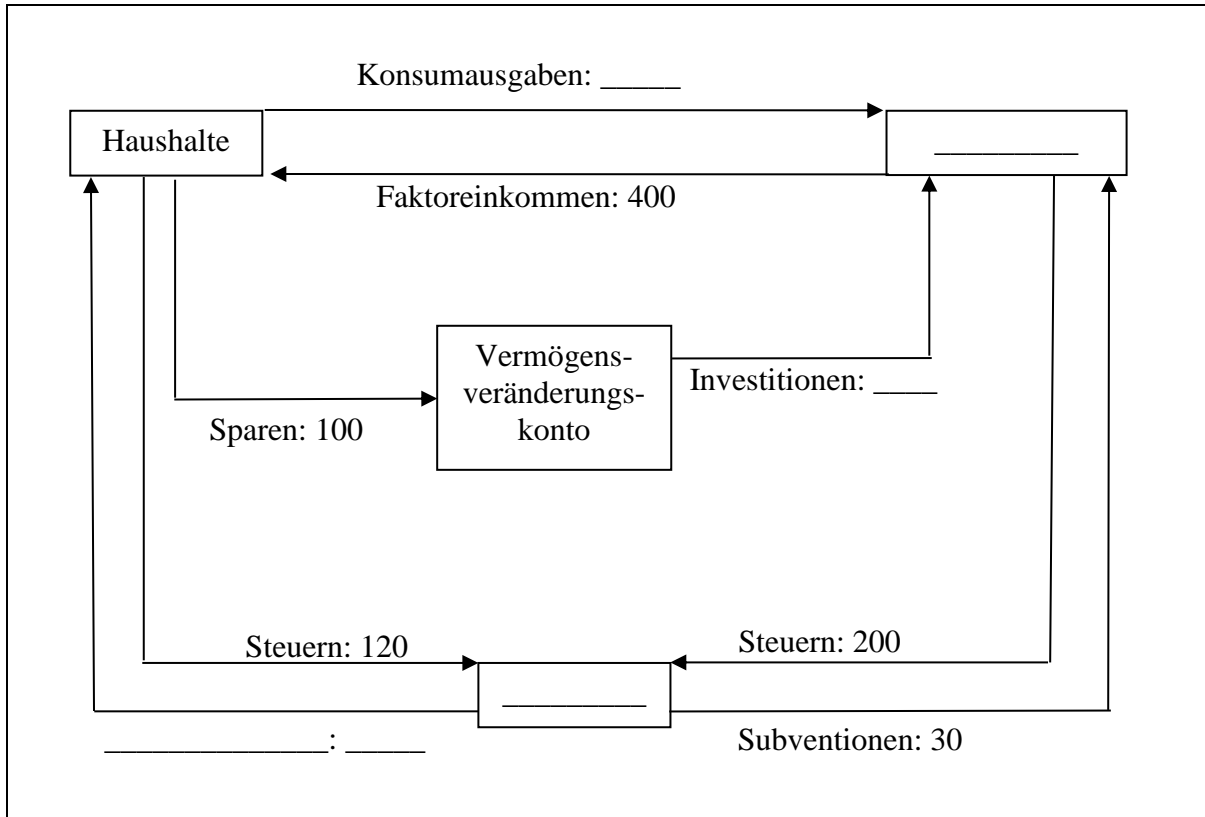 Konsumausgaben: _____
Haushalte
_________
Faktoreinkommen: 400
Vermögens-
veränderungs-
konto
Investitionen: ____
Sparen: 100
Steuern: 120
Steuern: 200
_________
______________: _____
Subventionen: 30